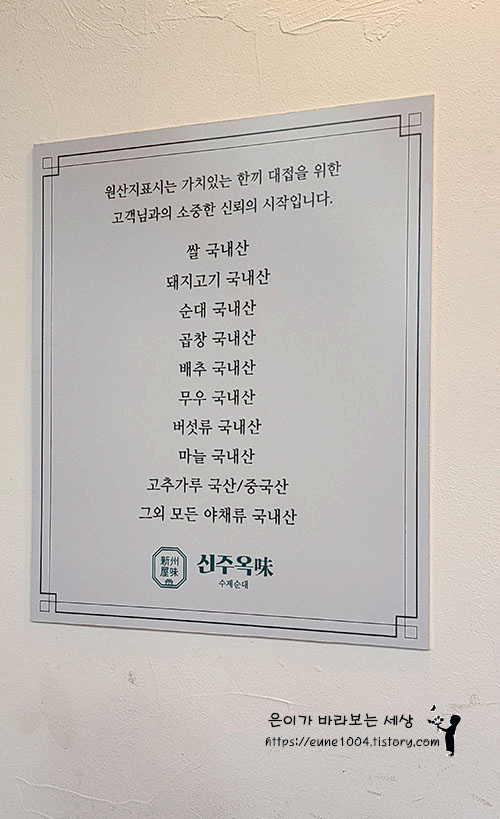 원산지표시는 가치있는 한끼 대접을 위한
고객님과의 소중한 신뢰의 시작입니다.
쌀 국내산
돼지고기 국내산
순대 국내산
곱창 국내산
배추 국내산
무우 국내산
버섯류 국내산
마늘 국내산
고추가루 국산/중국산
그외 모든 야채류 국내산
新州
屋味
신주옥味
수제순대
은이가 바라보는 세상
https://eune1004.tistory.com